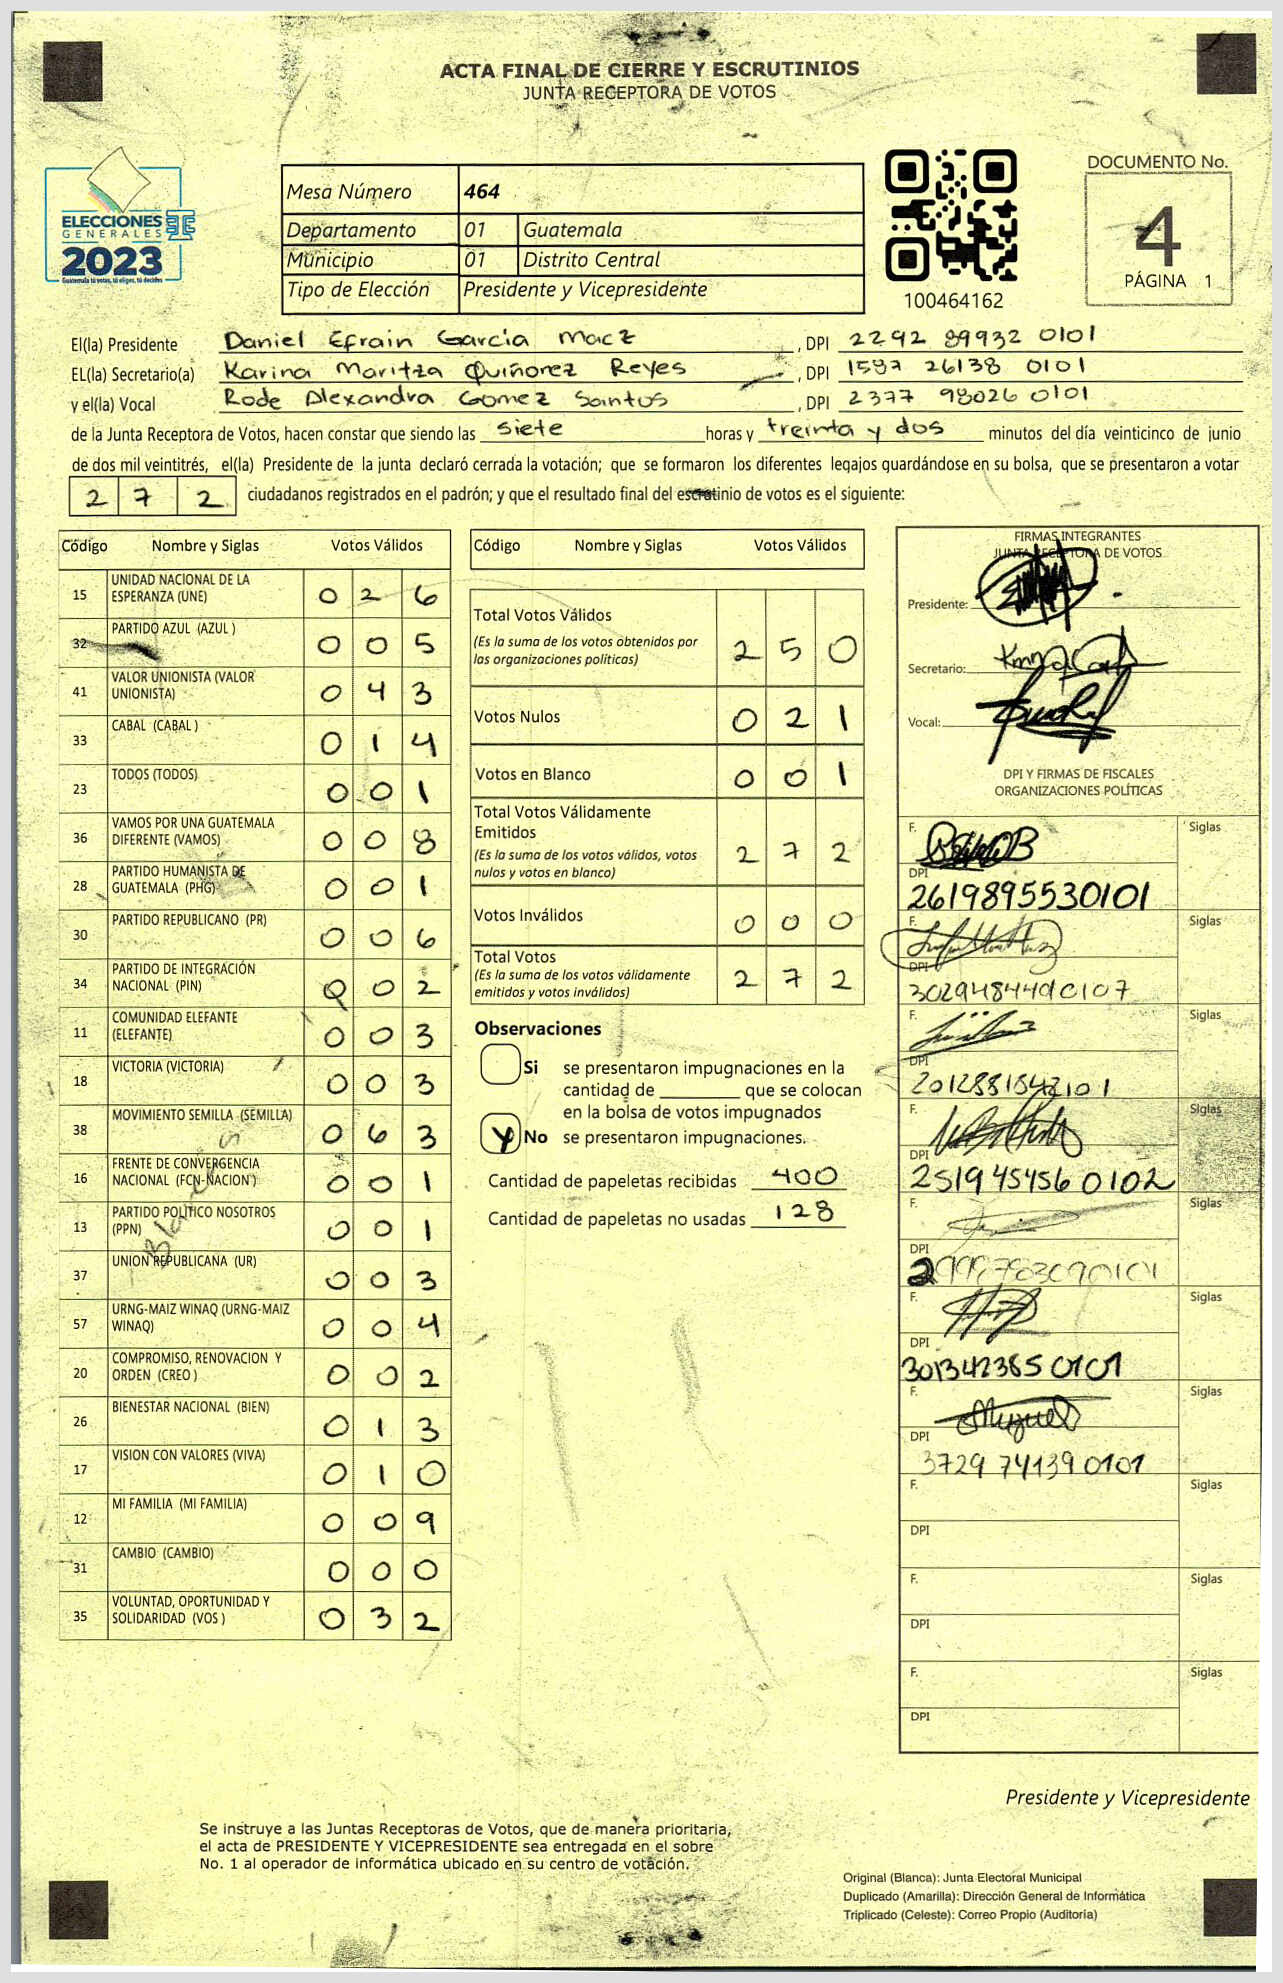 ACTA FINAL DE CIERRE Y ESCRUTINIOS
JUNTA RECEPTORA DE VOTOS
ELECCIONES
GENERALES
2023
Guatemala tú votas, tú eliges, tú decides
Mesa Número 464
Departamento 01 Guatemala
Municipio 01 Distrito Central
Tipo de Elección Presidente y Vicepresidente
100464162
DOCUMENTO No.
4
PÁGINA 1
El(la) Presidente Daniel Efrain García Macz, DPI 2292 89932 0101
EL(la) Secretario(a) Karina Maritza Quiñonez Reyes, DPI 1587 26138 0101
y el(la) Vocal Rode Alexandra Gomez Santos, DPI 2377 98026 0101
de la Junta Receptora de Votos, hacen constar que siendo las siete horas y treinta y dos minutos del día veinticinco de junio
de dos mil veintitrés, el(la) Presidente de la junta declaró cerrada la votación; que se formaron los diferentes legajos guardándose en su bolsa, que se presentaron a votar
2 7 2 ciudadanos registrados en el padrón; y que el resultado final del escrutinio de votos es el siguiente:
Código Nombre y Siglas Votos Válidos
15 UNIDAD NACIONAL DE LA ESPERANZA (UNE) 0 2 6
32 PARTIDO AZUL (AZUL ) 0 0 5
41 VALOR UNIONISTA (VALOR UNIONISTA) 0 4 3
33 CABAL (CABAL ) 0 1 4
23 TODOS (TODOS) 0 0 1
36 VAMOS POR UNA GUATEMALA DIFERENTE (VAMOS) 0 0 8
28 PARTIDO HUMANISTA DE GUATEMALA (PHG) 0 0 1
30 PARTIDO REPUBLICANO (PR) 0 0 6
34 PARTIDO DE INTEGRACIÓN NACIONAL (PIN) 0 0 2
11 COMUNIDAD ELEFANTE (ELEFANTE) 0 0 3
18 VICTORIA (VICTORIA) 0 0 3
38 MOVIMIENTO SEMILLA (SEMILLA) 0 6 3
16 FRENTE DE CONVERGENCIA NACIONAL (FCN-NACION ) 0 0 1
13 PARTIDO POLÍTICO NOSOTROS (PPN) 0 0 1
37 UNION REPUBLICANA (UR) 0 0 3
57 URNG-MAIZ WINAQ (URNG-MAIZ WINAQ) 0 0 4
20 COMPROMISO, RENOVACION Y ORDEN (CREO ) 0 0 2
26 BIENESTAR NACIONAL (BIEN) 0 1 3
17 VISION CON VALORES (VIVA) 0 1 0
12 MI FAMILIA (MI FAMILIA) 0 0 9
31 CAMBIO (CAMBIO) 0 0 0
35 VOLUNTAD, OPORTUNIDAD Y SOLIDARIDAD (VOS ) 0 3 2
Código Nombre y Siglas Votos Válidos
Total Votos Válidos
(Es la suma de los votos obtenidos por
las organizaciones políticas) 2 5 0
Votos Nulos 0 2 1
Votos en Blanco 0 0 1
Total Votos Válidamente
Emitidos
(Es la suma de los votos válidos, votos
nulos y votos en blanco) 2 7 2
Votos Inválidos 0 0 0
Total Votos
(Es la suma de los votos válidamente
emitidos y votos inválidos) 2 7 2
Observaciones
Si se presentaron impugnaciones en la
cantidad de que se colocan
en la bolsa de votos impugnados
No se presentaron impugnaciones.
Cantidad de papeletas recibidas 400
Cantidad de papeletas no usadas 128
FIRMAS INTEGRANTES
JUNTA RECEPTORA DE VOTOS
Presidente:
Secretario:
Vocal:
DPI Y FIRMAS DE FISCALES
ORGANIZACIONES POLÍTICAS
F. Siglas
DPI
2619895530101
F. Siglas
DPI
F. Siglas
DPI
F. Siglas
DPI
2519 45456 0102
F. Siglas
DPI
F. Siglas
DPI
301342385 0101
F. Miguel Siglas
DPI
3729 74139 0101
F. Siglas
DPI
F. Siglas
DPI
F. Siglas
DPI
Presidente y Vicepresidente
Se instruye a las Juntas Receptoras de Votos, que de manera prioritaria,
el acta de PRESIDENTE Y VICEPRESIDENTE sea entregada en el sobre
No. 1 al operador de informática ubicado en su centro de votación.
Original (Blanca): Junta Electoral Municipal
Duplicado (Amarilla): Dirección General de Informática
Triplicado (Celeste): Correo Propio (Auditoría)